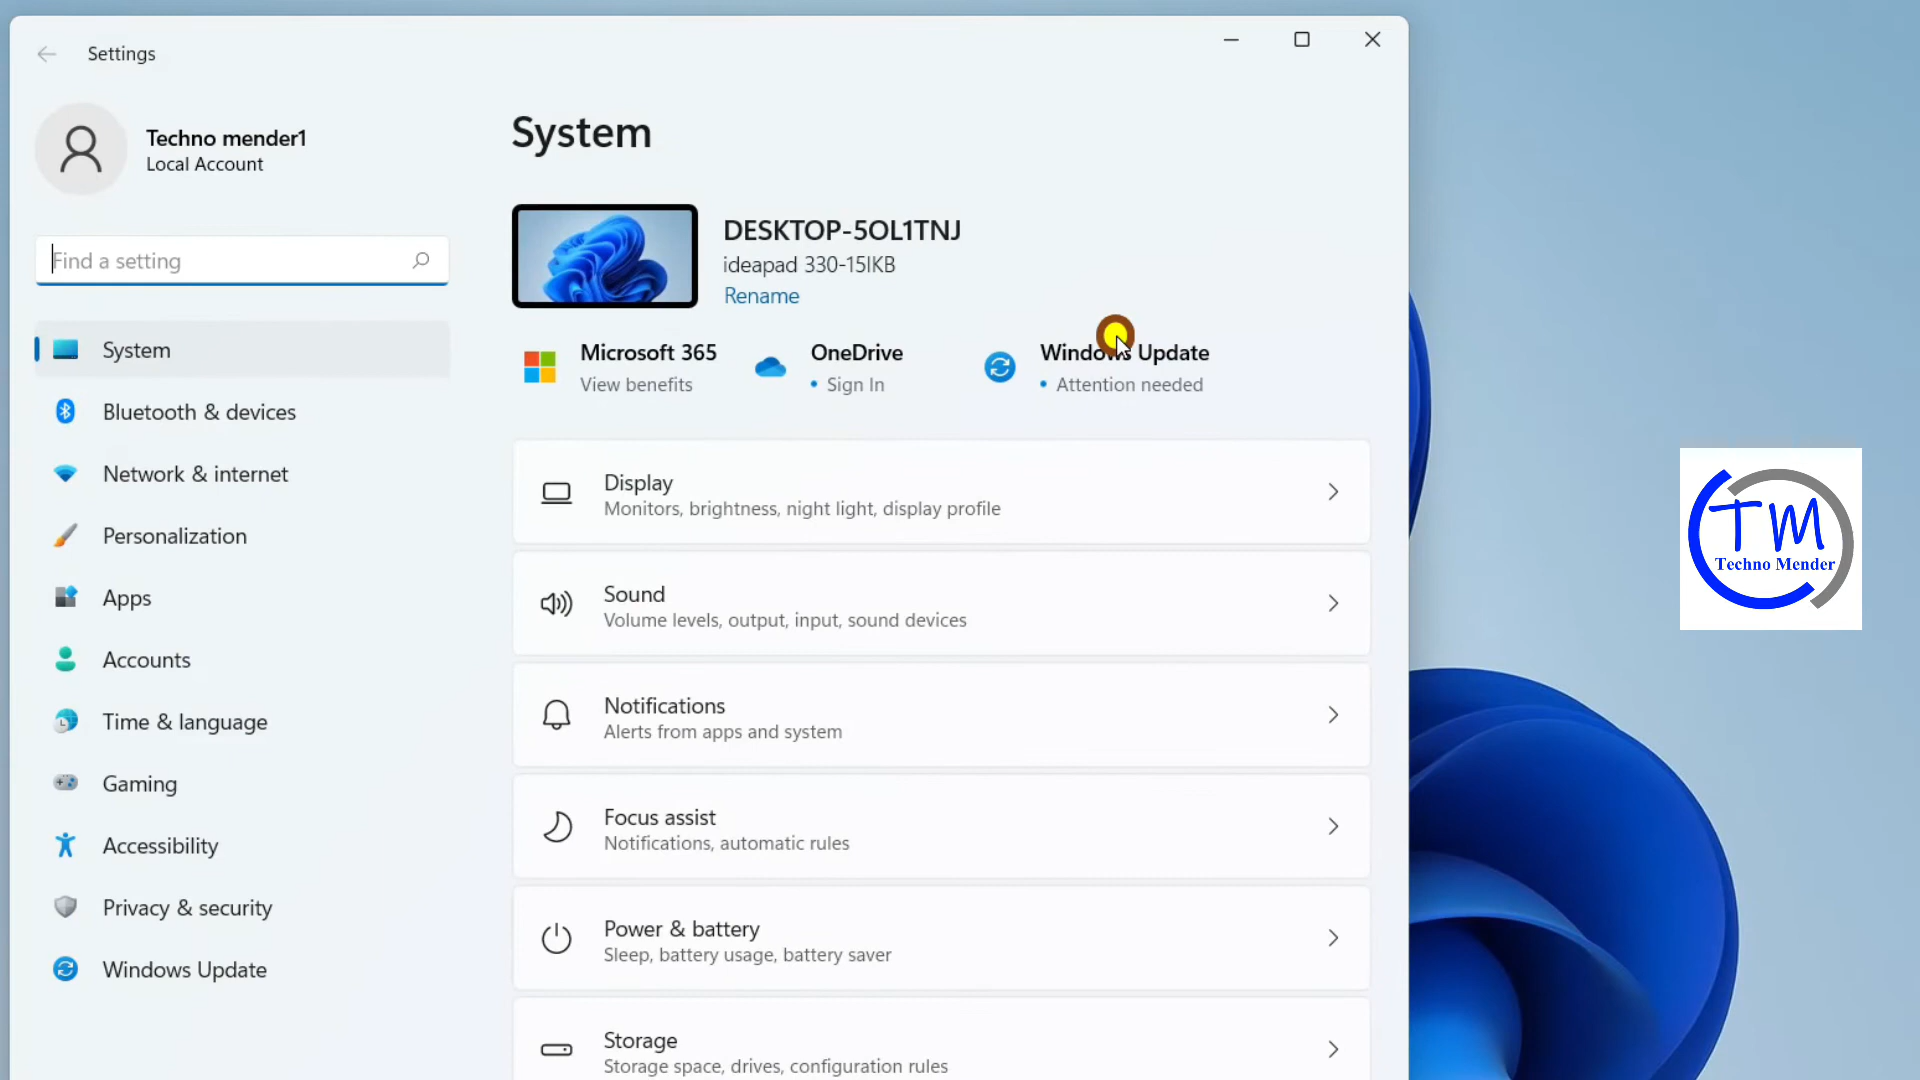 Settings
Techno mender1
Local Account
Find a setting
System
Bluetooth & devices
Network & internet
Personalization
Apps
Accounts
Time & language
Gaming
Accessibility
Privacy & security
Windows Update
System
DESKTOP-5OL1TNJ
ideapad 330-15IKB
Rename
Microsoft 365
View benefits
OneDrive
• Sign In
Windows Update
• Attention needed
Display
Monitors, brightness, night light, display profile
Sound
Volume levels, output, input, sound devices
Notifications
Alerts from apps and system
Focus assist
Notifications, automatic rules
Power & battery
Sleep, battery usage, battery saver
Storage
Storage space, drives, configuration rules
TM
Techno Mender